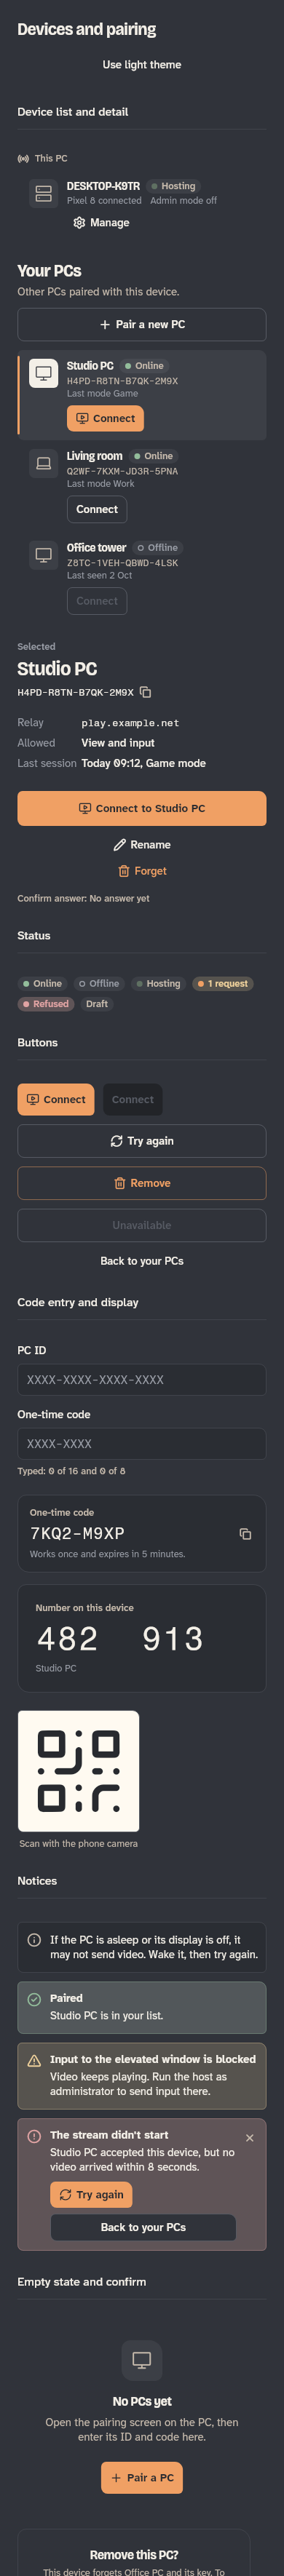 Devices and pairing
Use light theme
Device list and detail
This PC
DESKTOP-K9TR Hosting
Pixel 8 connected Admin mode off
Manage
Your PCs
Other PCs paired with this device.
Pair a new PC
Studio PC Online
H4PD-R8TN-B7QK-2M9X
Last mode Game
Connect
Living room Online
Q2WF-7KXM-JD3R-5PNA
Last mode Work
Connect
Office tower Offline
Z8TC-1VEH-QBWD-4LSK
Last seen 2 Oct
Connect
Selected
Studio PC
H4PD-R8TN-B7QK-2M9X
Relay play.example.net
Allowed View and input
Last session Today 09:12, Game mode
Connect to Studio PC
Rename
Forget
Confirm answer: No answer yet
Status
Online Offline Hosting 1 request
Refused Draft
Buttons
Connect Connect
Try again
Remove
Unavailable
Back to your PCs
Code entry and display
PC ID
XXXX-XXXX-XXXX-XXXX
One-time code
XXXX-XXXX
Typed: 0 of 16 and 0 of 8
One-time code
7KQ2-M9XP
Works once and expires in 5 minutes.
Number on this device
482 913
Studio PC
Scan with the phone camera
Notices
If the PC is asleep or its display is off, it
may not send video. Wake it, then try again.
Paired
Studio PC is in your list.
Input to the elevated window is blocked
Video keeps playing. Run the host as
administrator to send input there.
The stream didn't start
Studio PC accepted this device, but no
video arrived within 8 seconds.
Try again
Back to your PCs
Empty state and confirm
No PCs yet
Open the pairing screen on the PC, then
enter its ID and code here.
Pair a PC
Remove this PC?
This device forgets Office PC and its key. To